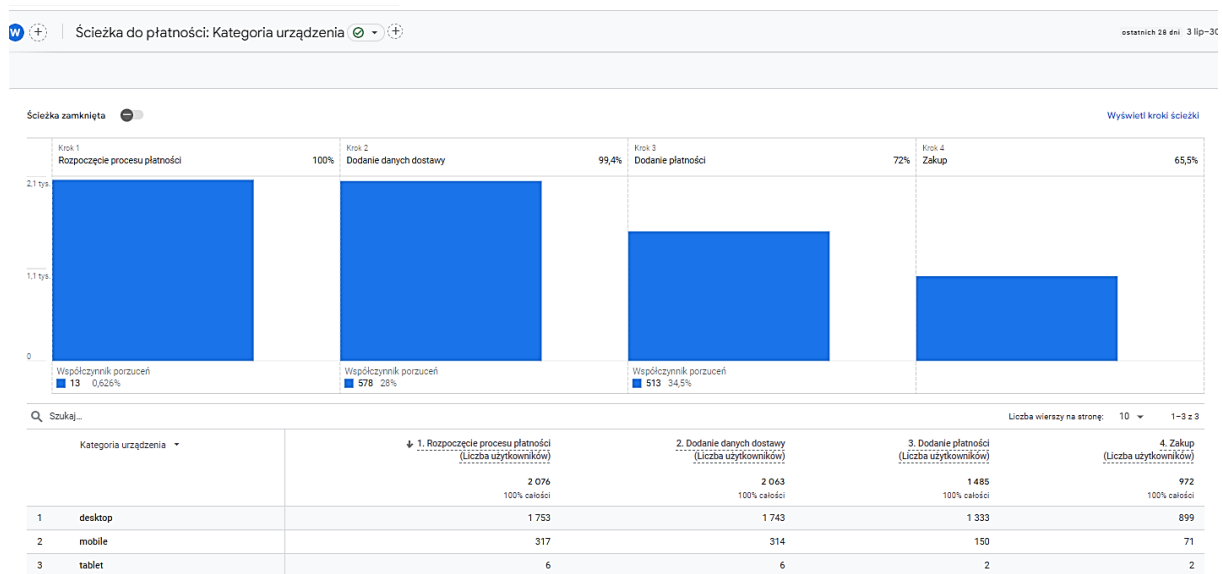 W
Ścieżka do płatności: Kategoria urządzenia
ostatnich 28 dni 3 lip–30
Ścieżka zamknięta
Wyświetl kroki ścieżki
Krok 1
Rozpoczęcie procesu płatności 100%
Krok 2
Dodanie danych dostawy 99,4%
Krok 3
Dodanie płatności 72%
Krok 4
Zakup 65,5%
2,1 tys.
1,1 tys.
0
Współczynnik porzuceń
13 0,626%
Współczynnik porzuceń
578 28%
Współczynnik porzuceń
513 34,5%
Szukaj...
Liczba wierszy na stronę: 10 1–3 z 3
Kategoria urządzenia
1. Rozpoczęcie procesu płatności
(Liczba użytkowników)
2. Dodanie danych dostawy
(Liczba użytkowników)
3. Dodanie płatności
(Liczba użytkowników)
4. Zakup
(Liczba użytkowników)
2 076 2 063 1 485 972
100% całości 100% całości 100% całości 100% całości
1 desktop 1 753 1 743 1 333 899
2 mobile 317 314 150 71
3 tablet 6 6 2 2